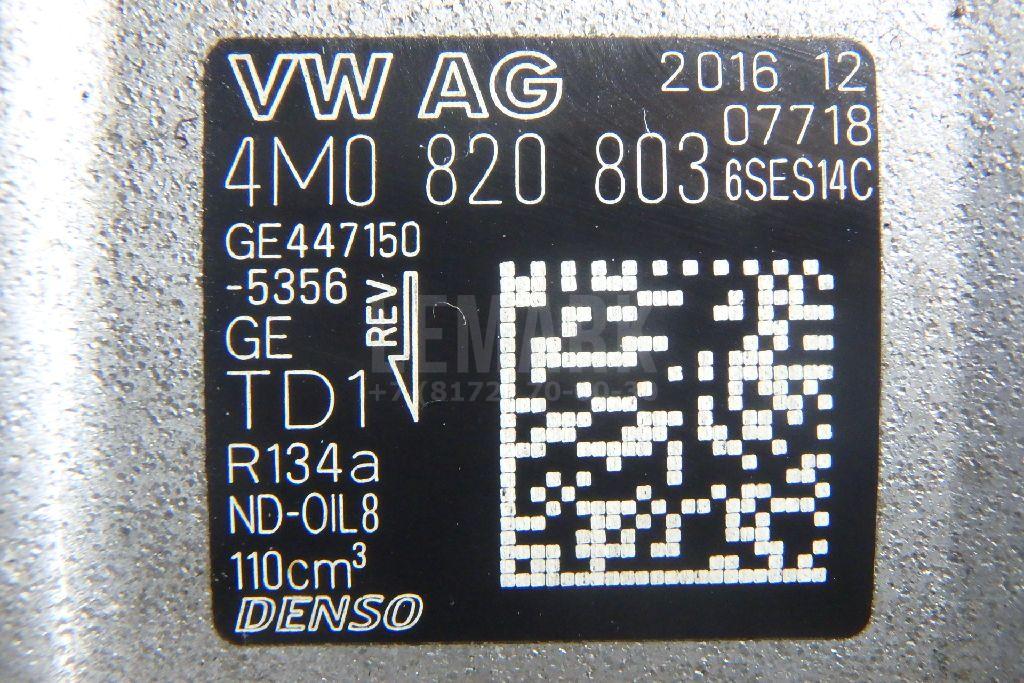 VW AG 2016 12
07718
4M0 820 803 6SES14C
GE447150
-5356
REV
GE
TD1
R134a
ND-OIL8
110cm³
DENSO
LEMARK